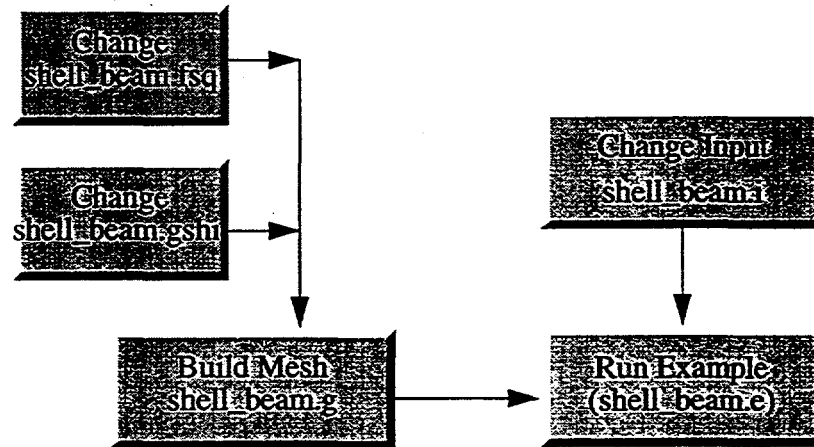 Change
shell_beam.fsq
Change
shell_beam.gshi
Change Input
shell_beam.i
Build Mesh
shell_beam.g
Run Example
(shell_beam.e)